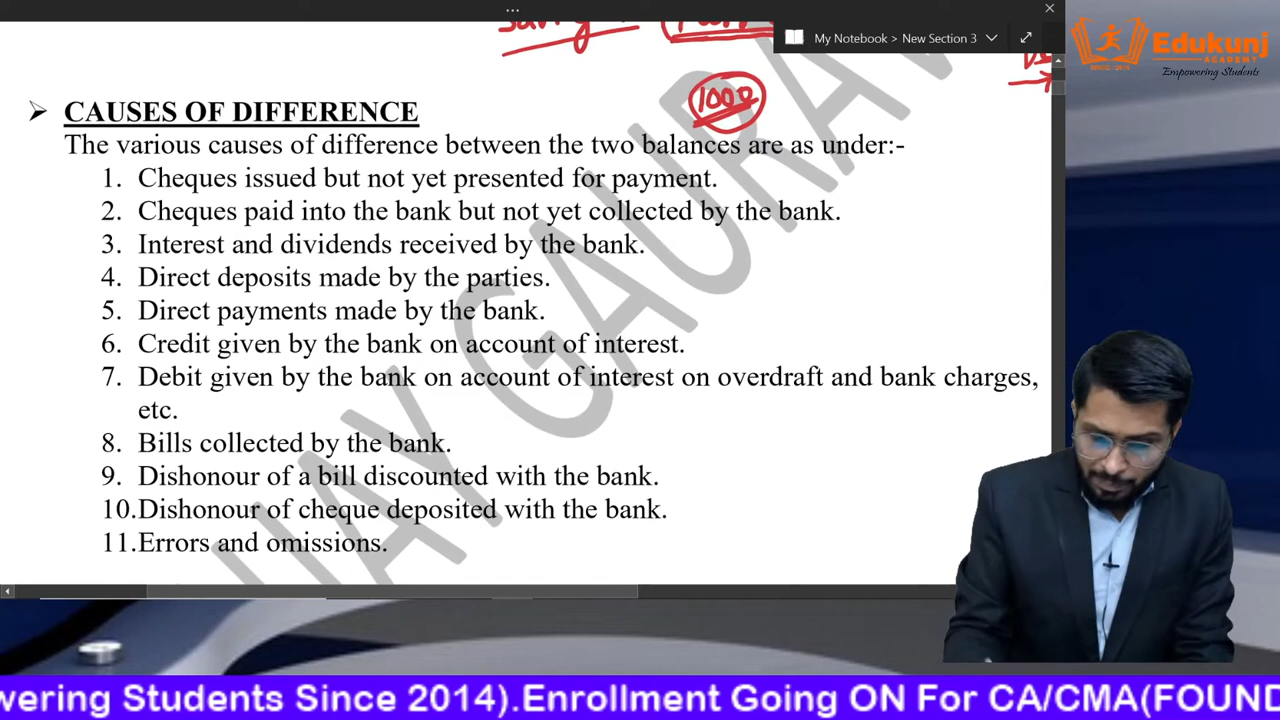 ...
My Notebook > New Section 3
Edukunj
ACADEMY
SINCE - 2014
Empowering Students
1000
➢ CAUSES OF DIFFERENCE
The various causes of difference between the two balances are as under:-
1. Cheques issued but not yet presented for payment.
2. Cheques paid into the bank but not yet collected by the bank.
3. Interest and dividends received by the bank.
4. Direct deposits made by the parties.
5. Direct payments made by the bank.
6. Credit given by the bank on account of interest.
7. Debit given by the bank on account of interest on overdraft and bank charges,
etc.
8. Bills collected by the bank.
9. Dishonour of a bill discounted with the bank.
10.Dishonour of cheque deposited with the bank.
11.Errors and omissions.
JAY GAURAV
wering Students Since 2014).Enrollment Going ON For CA/CMA(FOUND